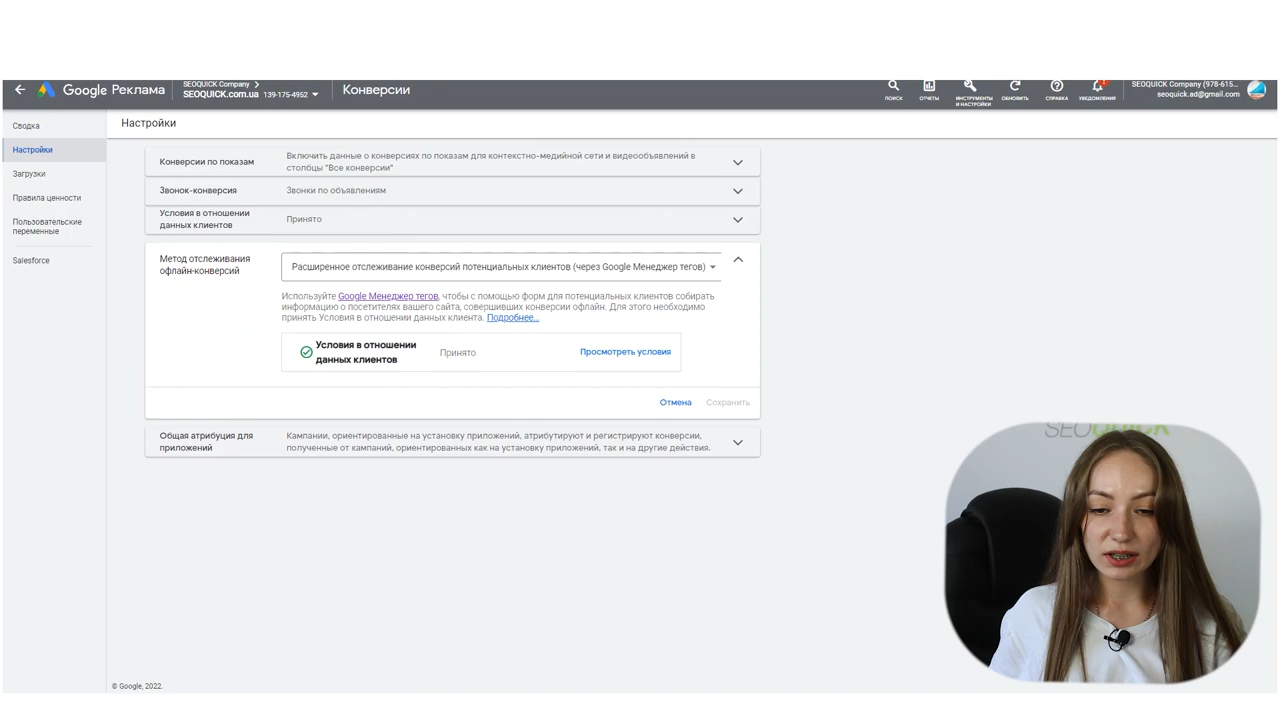 Google Реклама
SEOQUICK Company
SEOQUICK.com.ua 139-175-4952
Конверсии
ПОИСК
ОТЧЕТЫ
ИНСТРУМЕНТЫ
И НАСТРОЙКИ
ОБНОВИТЬ
СПРАВКА
УВЕДОМЛЕНИЯ
SEOQUICK Company (978-615...
seoquick.ad@gmail.com
Сводка
Настройки
Загрузки
Правила ценности
Пользовательские
переменные
Salesforce
Настройки
Конверсии по показам
Включить данные о конверсиях по показам для контекстно-медийной сети и видеообъявлений в
столбцы "Все конверсии"
Звонок-конверсия
Звонки по объявлениям
Условия в отношении
данных клиентов
Принято
Метод отслеживания
офлайн-конверсий
Расширенное отслеживание конверсий потенциальных клиентов (через Google Менеджер тегов)
Используйте Google Менеджер тегов, чтобы с помощью форм для потенциальных клиентов собирать
информацию о посетителях вашего сайта, совершивших конверсии офлайн. Для этого необходимо
принять Условия в отношении данных клиента. Подробнее...
Условия в отношении
данных клиентов
Принято
Просмотреть условия
Отмена
Сохранить
Общая атрибуция для
приложений
Кампании, ориентированные на установку приложений, атрибутируют и регистрируют конверсии,
полученные от кампаний, ориентированных как на установку приложений, так и на другие действия.
SEOQUICK
© Google, 2022.